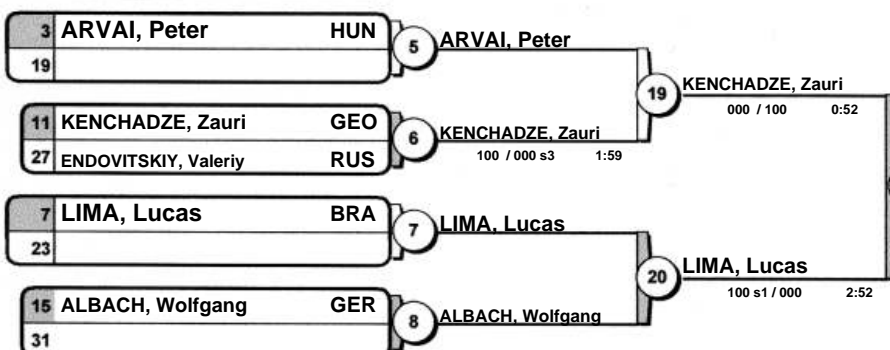 3 ARVAI, Peter HUN
19
5 ARVAI, Peter
11 KENCHADZE, Zauri GEO
27 ENDOVITSKIY, Valeriy RUS
6 KENCHADZE, Zauri
100 / 000 s3 1:59
19 KENCHADZE, Zauri
000 / 100 0:52
7 LIMA, Lucas BRA
23
7 LIMA, Lucas
15 ALBACH, Wolfgang GER
31
8 ALBACH, Wolfgang
20 LIMA, Lucas
100 s1 / 000 2:52